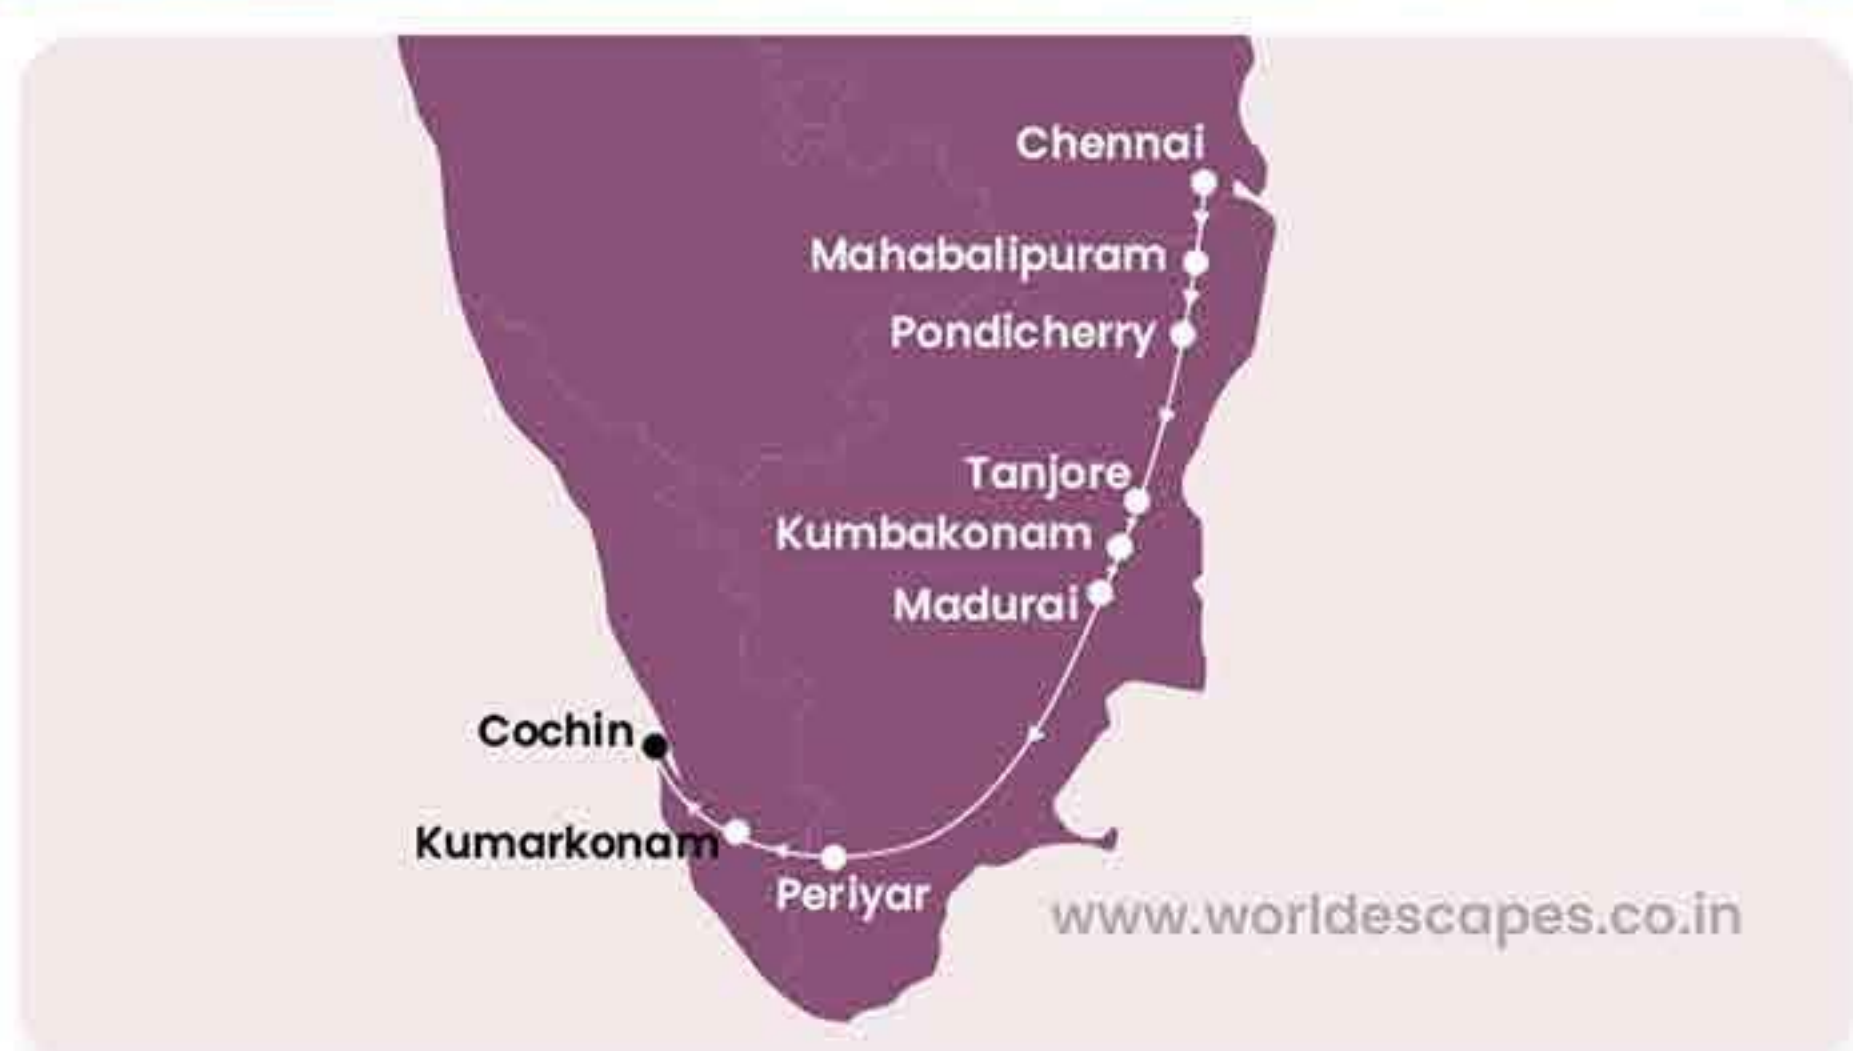 Chennai
Mahabalipuram
Pondicherry
Tanjore
Kumbakonam
Madurai
Cochin
Kumarkonam
Periyar
www.worldescapes.co.in